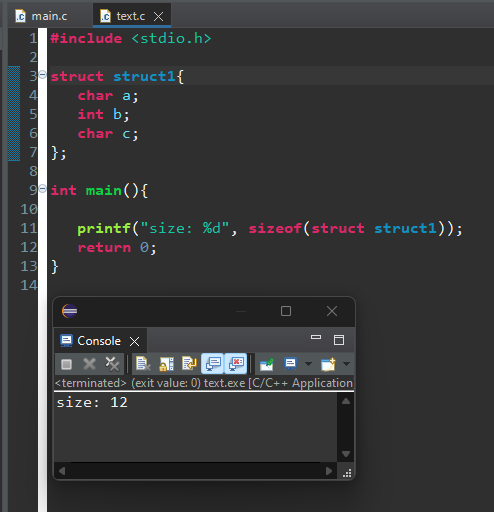 main.c
text.c
1 #include <stdio.h>
2
3 struct struct1{
4 char a;
5 int b;
6 char c;
7 };
8
9 int main(){
10
11 printf("size: %d", sizeof(struct struct1));
12 return 0;
13 }
14
Console
<terminated> (exit value: 0) text.exe [C/C++ Application
size: 12